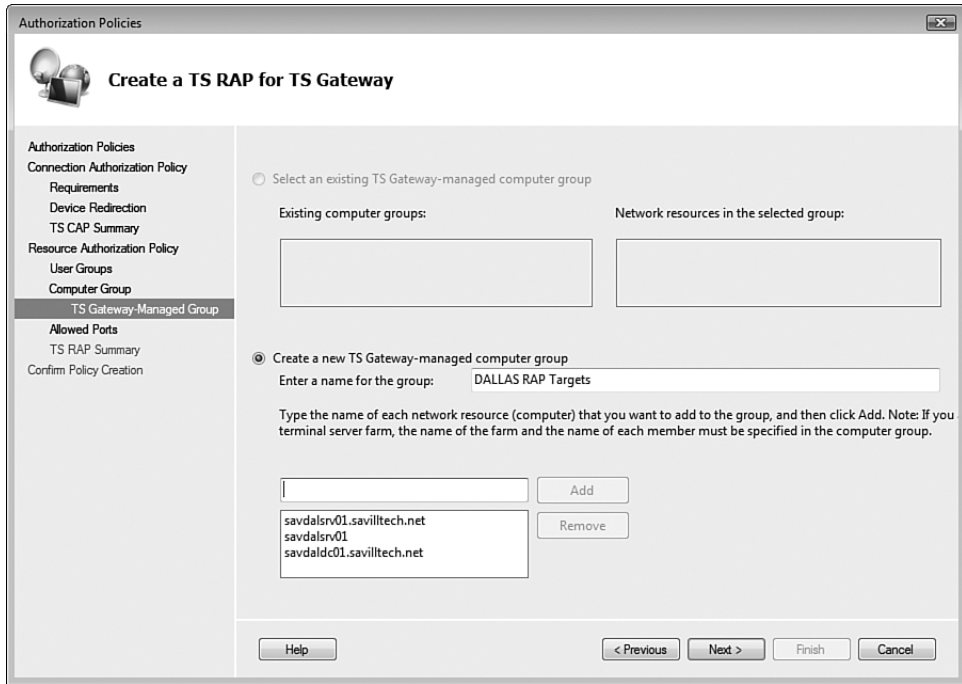 Authorization Policies
Create a TS RAP for TS Gateway
Authorization Policies
Connection Authorization Policy
Requirements
Device Redirection
TS CAP Summary
Resource Authorization Policy
User Groups
Computer Group
TS Gateway-Managed Group
Allowed Ports
TS RAP Summary
Confirm Policy Creation
Select an existing TS Gateway-managed computer group
Existing computer groups:
Network resources in the selected group:
Create a new TS Gateway-managed computer group
Enter a name for the group:
DALLAS RAP Targets
Type the name of each network resource (computer) that you want to add to the group, and then click Add. Note: If you
terminal server farm, the name of the farm and the name of each member must be specified in the computer group.
Add
savdalsrv01.savilltech.net
savdalsrv01
savdaldc01.savilltech.net
Remove
Help
< Previous
Next >
Finish
Cancel